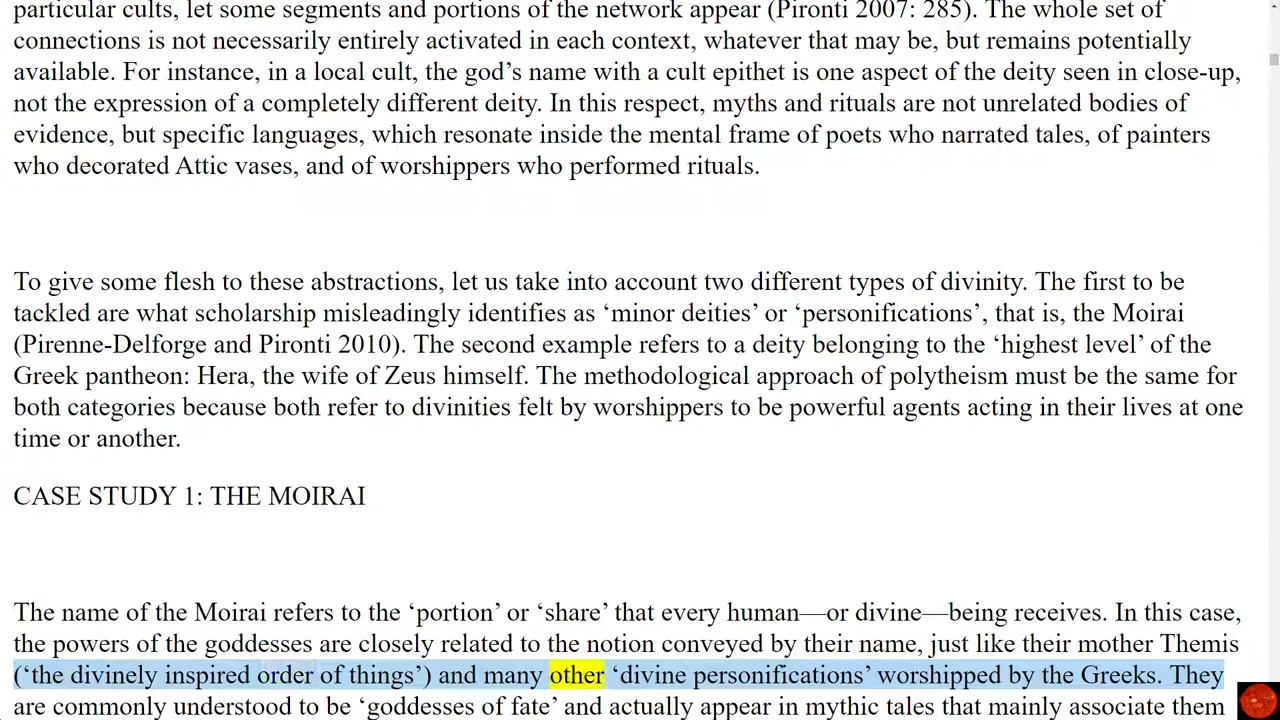 particular cults, let some segments and portions of the network appear (Pironti 2007: 285). The whole set of
connections is not necessarily entirely activated in each context, whatever that may be, but remains potentially
available. For instance, in a local cult, the god’s name with a cult epithet is one aspect of the deity seen in close-up,
not the expression of a completely different deity. In this respect, myths and rituals are not unrelated bodies of
evidence, but specific languages, which resonate inside the mental frame of poets who narrated tales, of painters
who decorated Attic vases, and of worshippers who performed rituals.
To give some flesh to these abstractions, let us take into account two different types of divinity. The first to be
tackled are what scholarship misleadingly identifies as ‘minor deities’ or ‘personifications’, that is, the Moirai
(Pirenne-Delforge and Pironti 2010). The second example refers to a deity belonging to the ‘highest level’ of the
Greek pantheon: Hera, the wife of Zeus himself. The methodological approach of polytheism must be the same for
both categories because both refer to divinities felt by worshippers to be powerful agents acting in their lives at one
time or another.
CASE STUDY 1: THE MOIRAI
The name of the Moirai refers to the ‘portion’ or ‘share’ that every human—or divine—being receives. In this case,
the powers of the goddesses are closely related to the notion conveyed by their name, just like their mother Themis
(‘the divinely inspired order of things’) and many other ‘divine personifications’ worshipped by the Greeks. They
are commonly understood to be ‘goddesses of fate’ and actually appear in mythic tales that mainly associate them